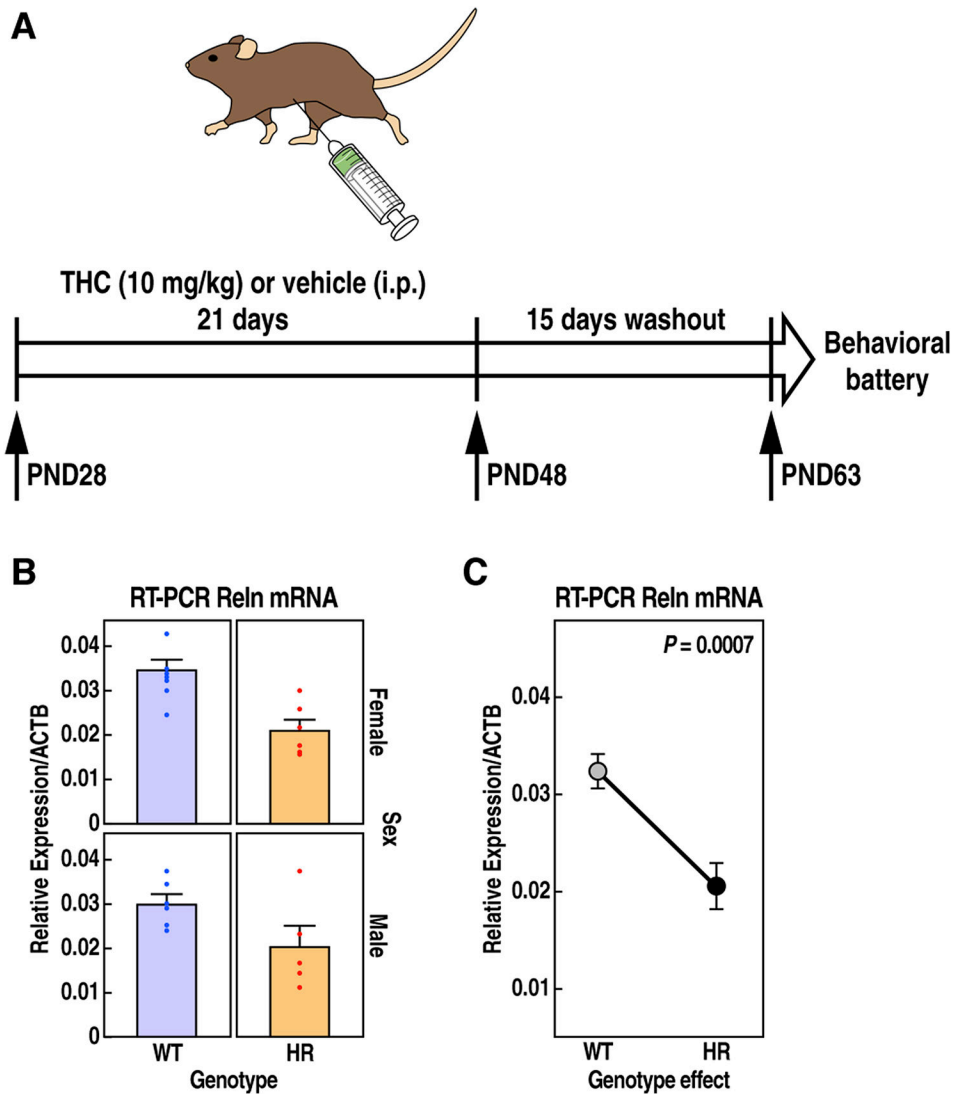 A
THC (10 mg/kg) or vehicle (i.p.)
21 days
15 days washout
Behavioral
battery
PND28
PND48
PND63
B
RT-PCR Reln mRNA
Relative Expression/ACTB
0.04
0.03
0.02
0.01
0
Female
Sex
0.04
0.03
0.02
0.01
0
Male
WT
HR
Genotype
C
RT-PCR Reln mRNA
P = 0.0007
Relative Expression/ACTB
0.04
0.03
0.02
0.01
WT
HR
Genotype effect